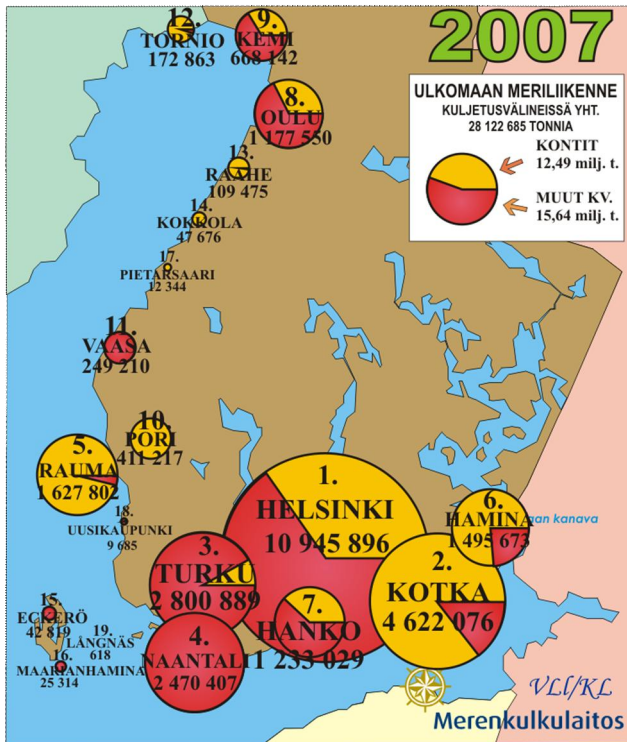 2007
ULKOMAAN MERILIIKENNE
KULJETUSVÄLINEISSÄ YHT.
28 122 685 TONNIA
KONTIT
12,49 milj. t.
MUUT KV.
15,64 milj. t.
12.
TORNIO
172 863
9.
KEMI
668 142
8.
OULU
1 177 550
13.
RAAHE
109 475
14.
KOKKOLA
47 676
17.
PIETARSAARI
12 344
11.
VAASA
249 210
10.
PORI
411 217
5.
RAUMA
1 627 802
18.
UUSIKAUPUNKI
9 685
1.
HELSINKI
10 945 896
6.
HAMINA
1 495 673
kanava
3.
TURKU
2 800 889
2.
KOTKA
4 622 076
7.
HANKO
1 233 029
4.
NAANTALI
2 470 407
15.
ECKERÖ
42 819
19.
LÅNGNÄS
618
16.
MAARIANHAMINA
25 314
VLI/KL
Merenkulkulaitos